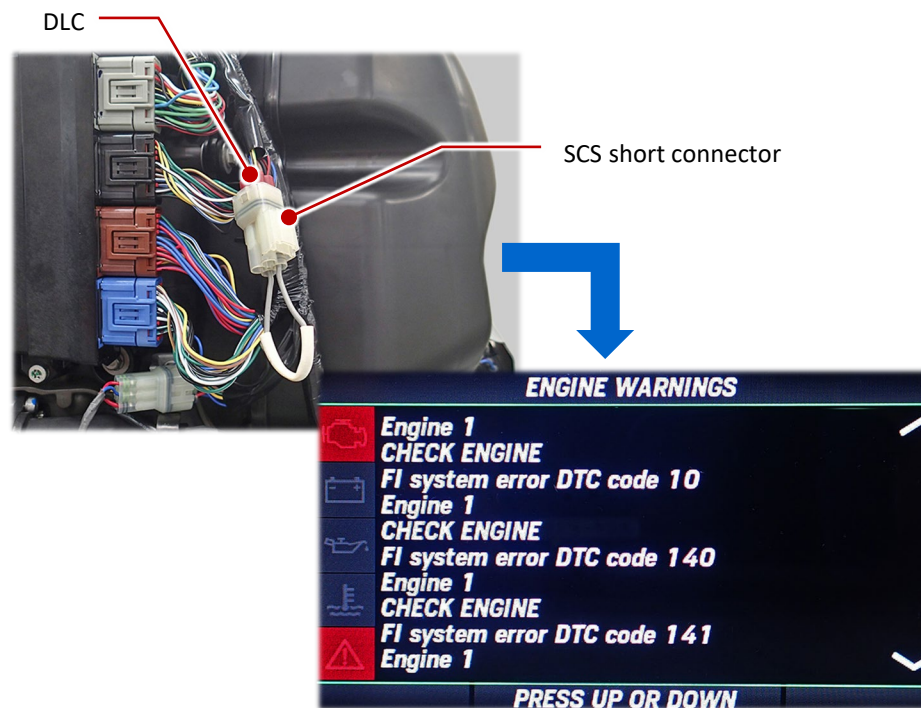 DLC
SCS short connector
ENGINE WARNINGS
Engine 1
CHECK ENGINE
FI system error DTC code 10
Engine 1
CHECK ENGINE
FI system error DTC code 140
Engine 1
CHECK ENGINE
FI system error DTC code 141
Engine 1
PRESS UP OR DOWN